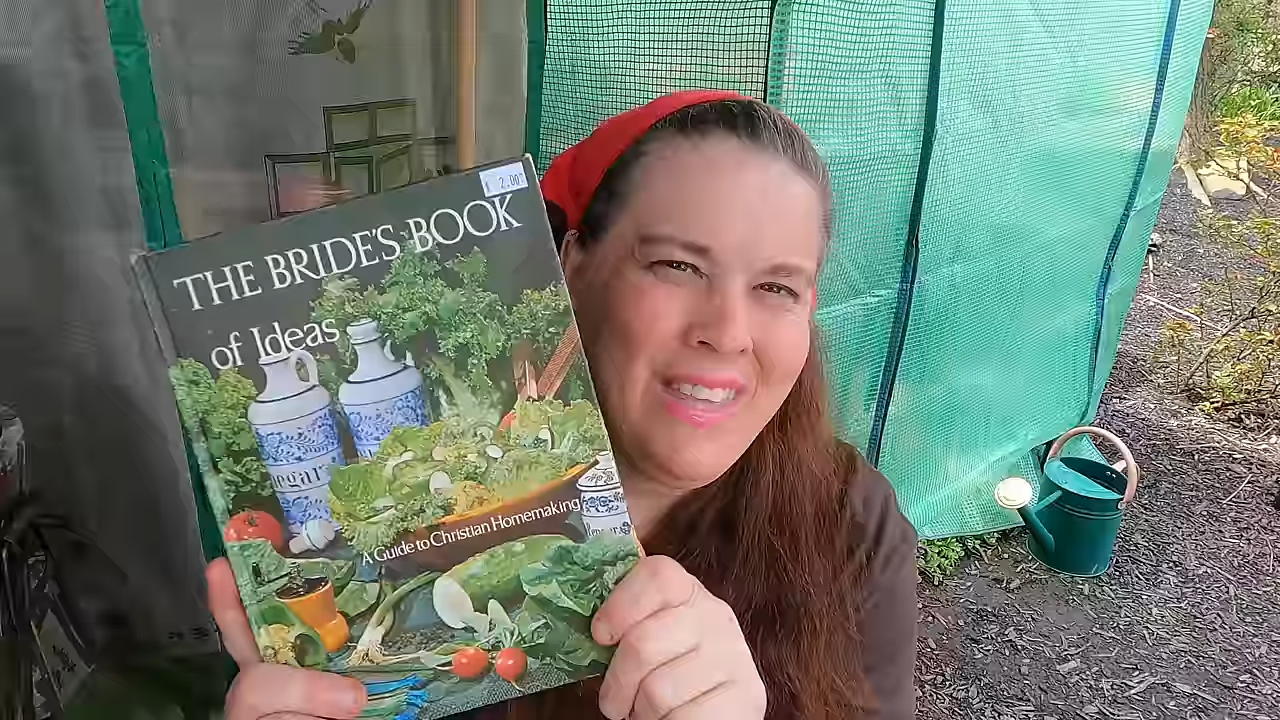 $ 2.00
THE BRIDE'S BOOK
of Ideas
A Guide to Christian Homemaking